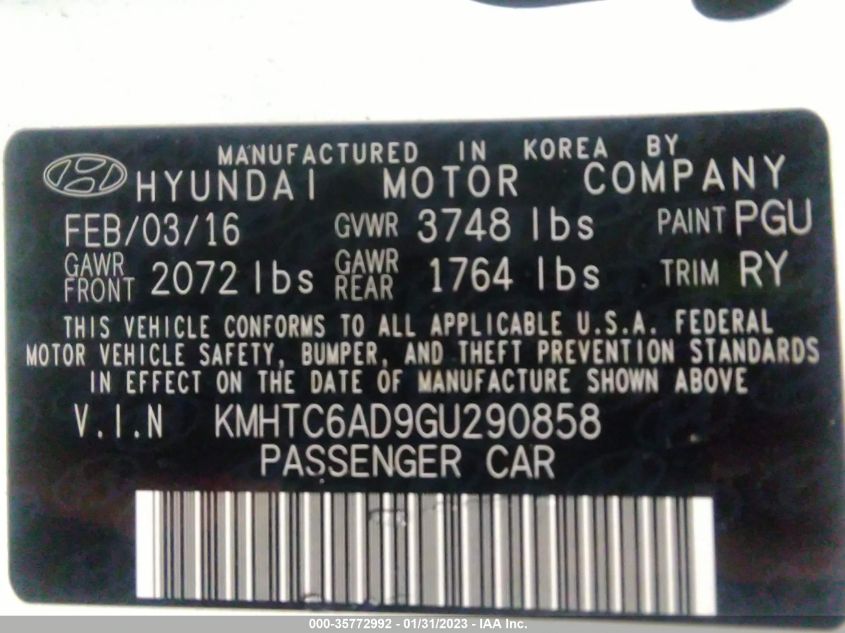 MANUFACTURED IN KOREA BY
HYUNDAI MOTOR COMPANY
FEB/03/16 GVWR 3748 lbs PAINT PGU
GAWR FRONT 2072 lbs GAWR REAR 1764 lbs TRIM RY
THIS VEHICLE CONFORMS TO ALL APPLICABLE U.S.A. FEDERAL
MOTOR VEHICLE SAFETY, BUMPER, AND THEFT PREVENTION STANDARDS
IN EFFECT ON THE DATE OF MANUFACTURE SHOWN ABOVE
V.I.N KMHTC6AD9GU290858
PASSENGER CAR
000-35772992 - 01/31/2023 - IAA Inc.